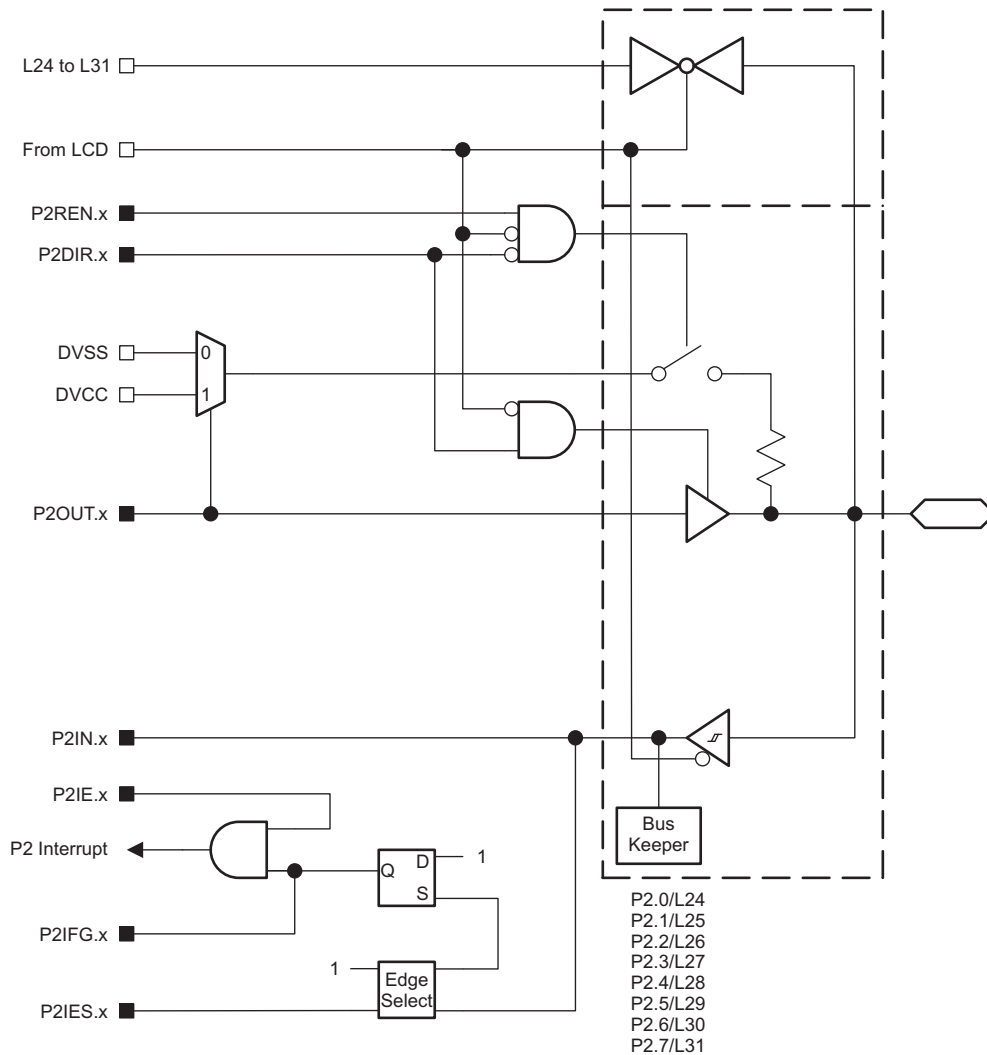 L24 to L31
From LCD
P2REN.x
P2DIR.x
DVSS
0
DVCC
1
P2OUT.x
P2IN.x
P2IE.x
Bus
Keeper
P2 Interrupt
D
1
Q
S
P2IFG.x
1
Edge
Select
P2IES.x
P2.0/L24
P2.1/L25
P2.2/L26
P2.3/L27
P2.4/L28
P2.5/L29
P2.6/L30
P2.7/L31